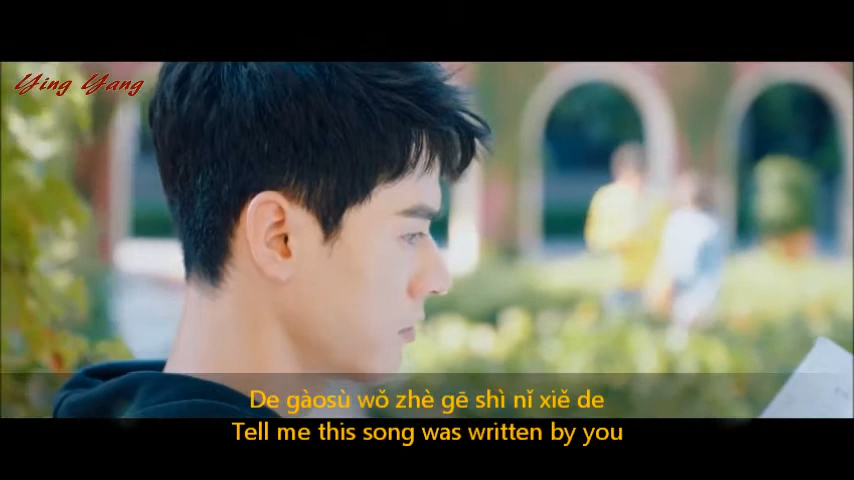 Ying Yang
De gàosù wǒ zhè gē shì nǐ xiě de
Tell me this song was written by you